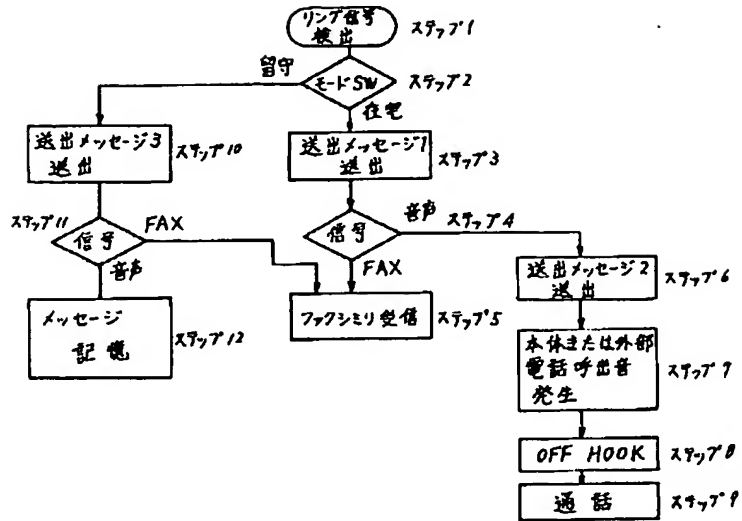 リング信号
検出
ステップ1
留守
モードSW
ステップ2
在宅
送出メッセージ3
送出
ステップ10
送出メッセージ1
送出
ステップ3
ステップ11
信号
FAX
音声
信号
音声
ステップ4
FAX
送出メッセージ2
送出
ステップ6
メッセージ
記憶
ステップ12
ファクシミリ受信
ステップ5
本体または外部
電話呼出音
発生
ステップ7
OFF HOOK
ステップ8
通話
ステップ9